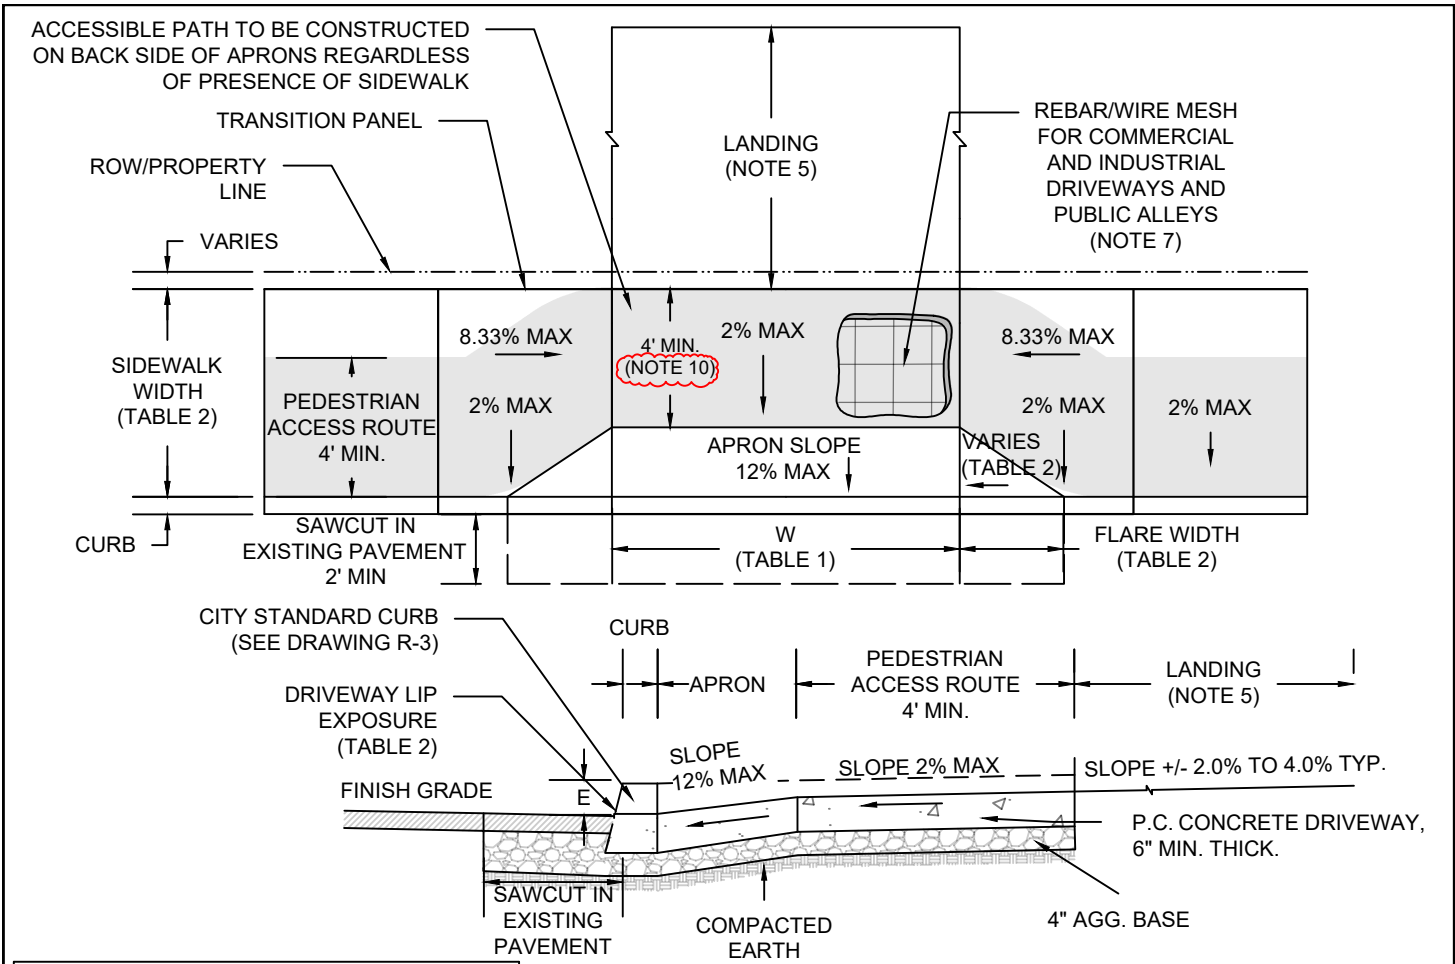 ACCESSIBLE PATH TO BE CONSTRUCTED
ON BACK SIDE OF APRONS REGARDLESS
OF PRESENCE OF SIDEWALK
TRANSITION PANEL
ROW/PROPERTY
LINE
VARIES
LANDING
(NOTE 5)
REBAR/WIRE MESH
FOR COMMERCIAL
AND INDUSTRIAL
DRIVEWAYS AND
PUBLIC ALLEYS
(NOTE 7)
SIDEWALK
WIDTH
(TABLE 2)
8.33% MAX
4' MIN.
(NOTE 10)
2% MAX
8.33% MAX
PEDESTRIAN
ACCESS ROUTE
4' MIN.
2% MAX
2% MAX
2% MAX
APRON SLOPE
12% MAX
VARIES
(TABLE 2)
CURB
SAWCUT IN
EXISTING PAVEMENT
2' MIN
W
(TABLE 1)
FLARE WIDTH
(TABLE 2)
CITY STANDARD CURB
(SEE DRAWING R-3)
CURB
DRIVEWAY LIP
EXPOSURE
(TABLE 2)
APRON
PEDESTRIAN
ACCESS ROUTE
4' MIN.
LANDING
(NOTE 5)
FINISH GRADE
E
SLOPE
12% MAX
SLOPE 2% MAX
SLOPE +/- 2.0% TO 4.0% TYP.
P.C. CONCRETE DRIVEWAY,
6" MIN. THICK.
SAWCUT IN
EXISTING
PAVEMENT
COMPACTED
EARTH
4" AGG. BASE